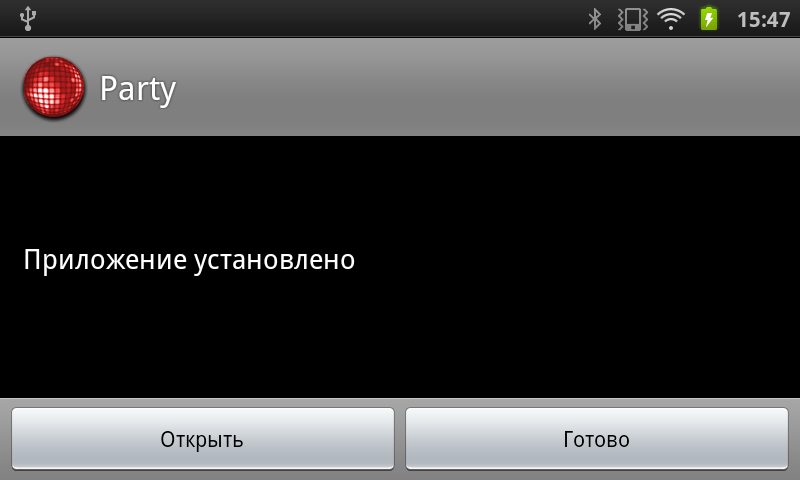 15:47
Party
Приложение установлено
Открыть
Готово